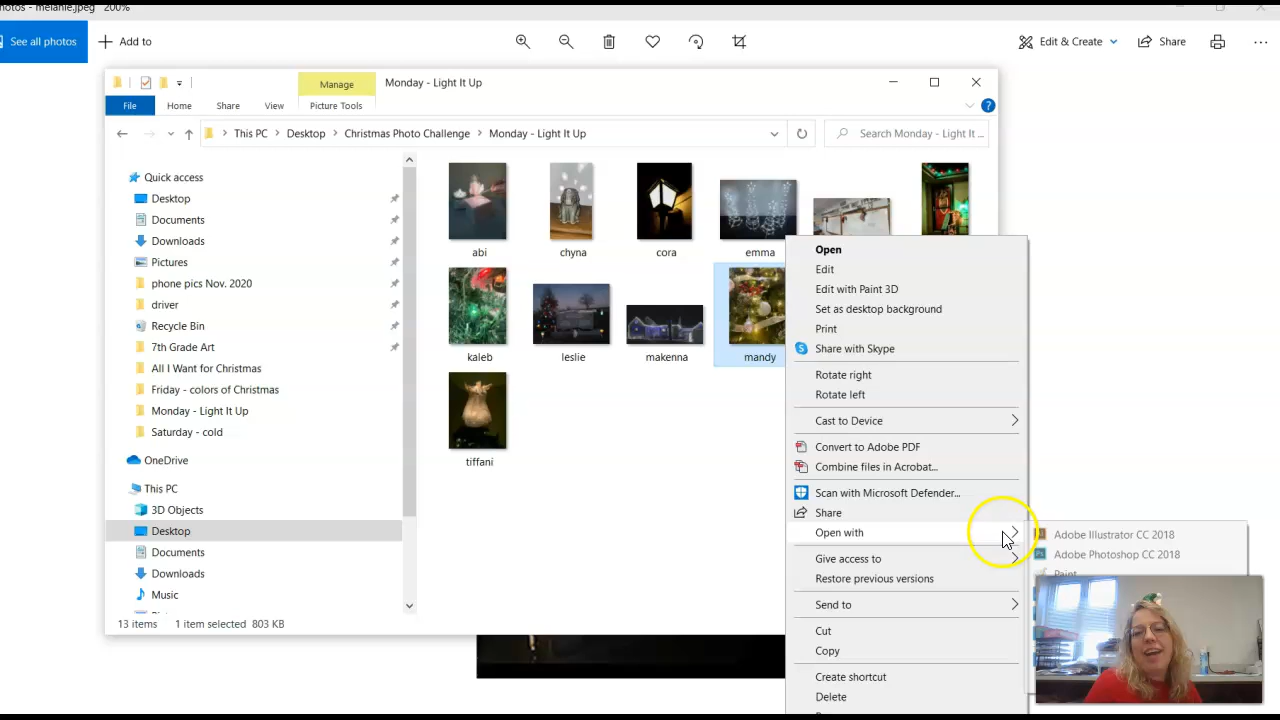 photos - melanie.jpeg 200%
See all photos
Add to
Edit & Create
Share
Manage
Monday - Light It Up
File
Home
Share
View
Picture Tools
This PC
Desktop
Christmas Photo Challenge
Monday - Light It Up
Search Monday - Light It ...
Quick access
Desktop
Documents
Downloads
Pictures
phone pics Nov. 2020
driver
Recycle Bin
7th Grade Art
All I Want for Christmas
Friday - colors of Christmas
Monday - Light It Up
Saturday - cold
OneDrive
This PC
3D Objects
Desktop
Documents
Downloads
Music
abi
chyna
cora
emma
kaleb
leslie
makenna
mandy
tiffani
Open
Edit
Edit with Paint 3D
Set as desktop background
Print
Share with Skype
Rotate right
Rotate left
Cast to Device
Convert to Adobe PDF
Combine files in Acrobat...
Scan with Microsoft Defender...
Share
Open with
Give access to
Restore previous versions
Send to
Cut
Copy
Create shortcut
Delete
Adobe Illustrator CC 2018
Adobe Photoshop CC 2018
Paint
13 items
1 item selected 803 KB